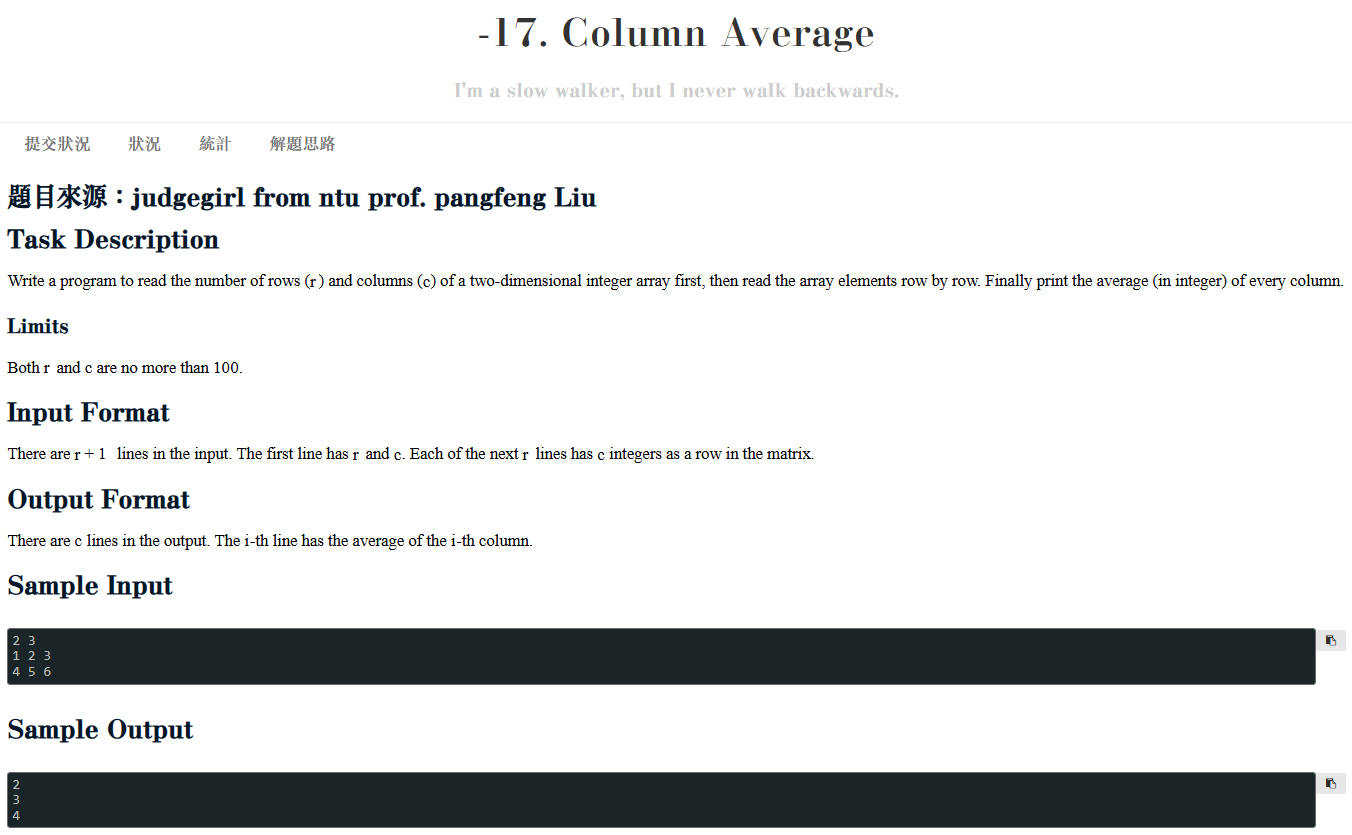 -17. Column Average
I'm a slow walker, but I never walk backwards.
提交狀況 狀況 統計 解題思路
題目來源：judgegirl from ntu prof. pangfeng Liu
Task Description
Write a program to read the number of rows (r) and columns (c) of a two-dimensional integer array first, then read the array elements row by row. Finally print the average (in integer) of every column.
Limits
Both r and c are no more than 100.
Input Format
There are r + 1 lines in the input. The first line has r and c. Each of the next r lines has c integers as a row in the matrix.
Output Format
There are c lines in the output. The i-th line has the average of the i-th column.
Sample Input
2 3
1 2 3
4 5 6
Sample Output
2
3
4